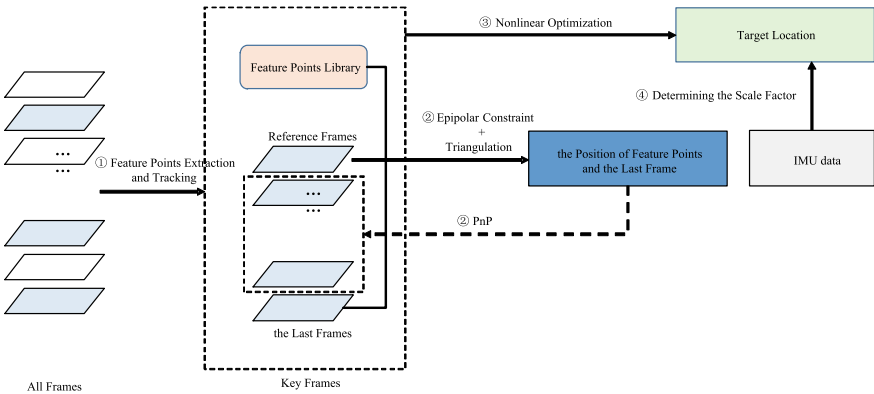 ③ Nonlinear Optimization
Target Location
Feature Points Library
④ Determining the Scale Factor
② Epipolar Constraint
+
Triangulation
Reference Frames
...
...
① Feature Points Extraction
and Tracking
the Position of Feature Points
and the Last Frame
IMU data
...
...
② PnP
the Last Frames
All Frames
Key Frames